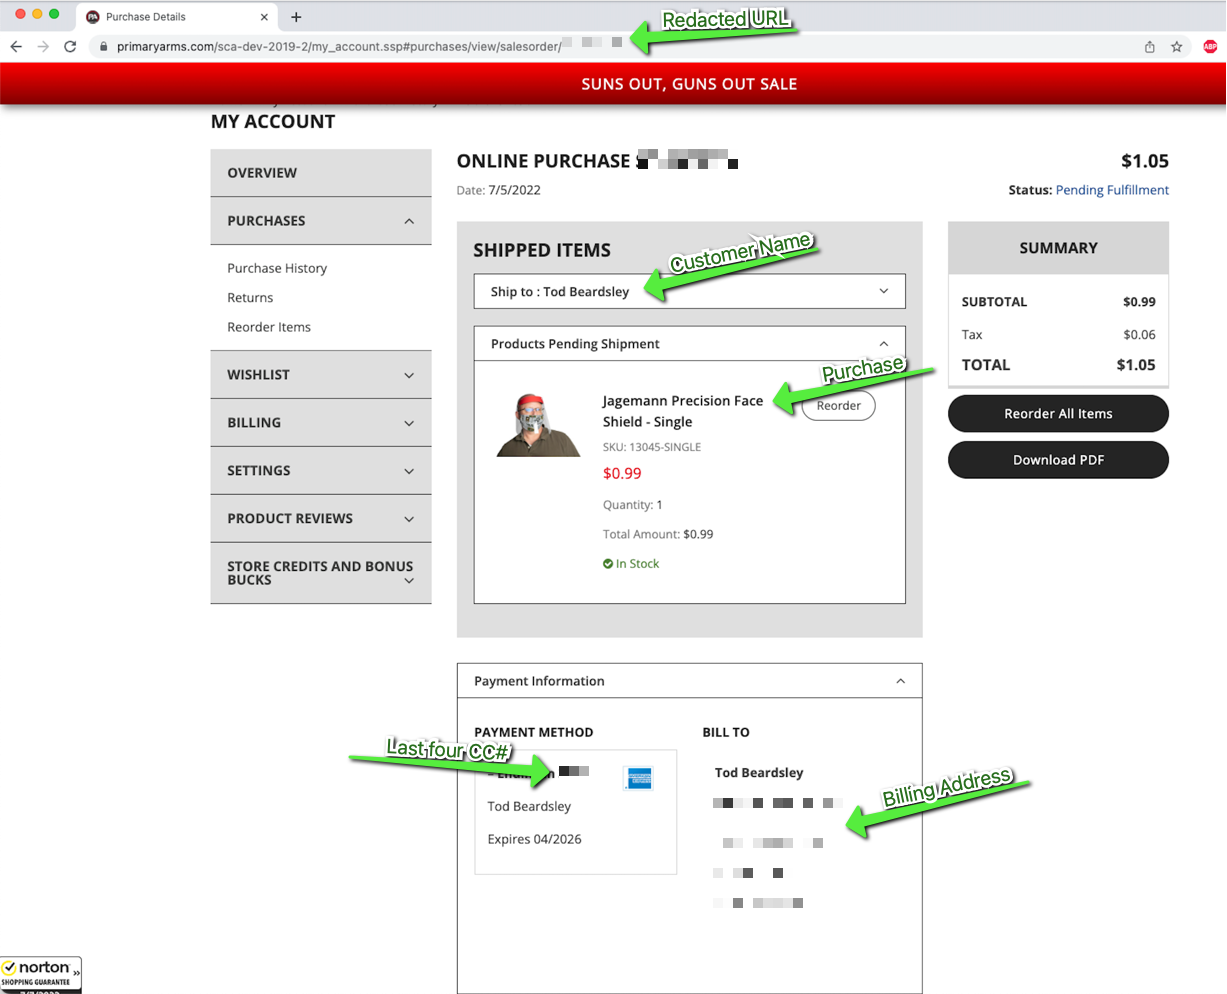 Purchase Details
Redacted URL
primaryarms.com/sca-dev-2019-2/my_account.ssp#purchases/view/salesorder/
ABP
SUNS OUT, GUNS OUT SALE
MY ACCOUNT
OVERVIEW
PURCHASES
Purchase History
Returns
Reorder Items
WISHLIST
BILLING
SETTINGS
PRODUCT REVIEWS
STORE CREDITS AND BONUS
BUCKS
ONLINE PURCHASE
$1.05
Date: 7/5/2022
Status: Pending Fulfillment
SHIPPED ITEMS
Customer Name
Ship to : Tod Beardsley
Products Pending Shipment
Purchase
Jagemann Precision Face
Shield - Single
Reorder
SKU: 13045-SINGLE
$0.99
Quantity: 1
Total Amount: $0.99
In Stock
SUMMARY
SUBTOTAL $0.99
Tax $0.06
TOTAL $1.05
Reorder All Items
Download PDF
Payment Information
PAYMENT METHOD
Last four CC#
Tod Beardsley
Expires 04/2026
BILL TO
Tod Beardsley
Billing Address
norton
SHOPPING GUARANTEE